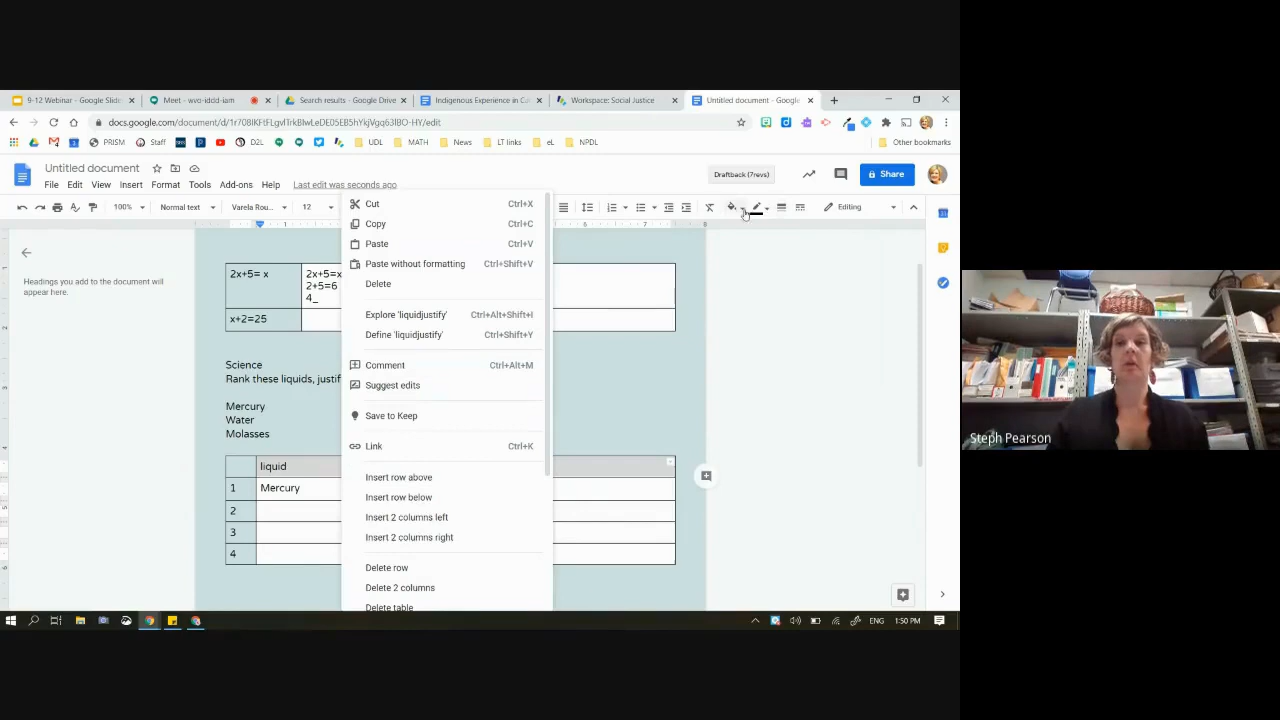 9-12 Webinar - Google Slid
Meet - wvo-iddd-iam
Search results - Google Drive
Indigenous Experience in Ca
Workspace: Social Justice
Untitled document - Google
docs.google.com/document/d/1r708IKFtFLgvlTrkBIwLeDE05EB5hYkjVgq63lBO-HY/edit
PRISM
Staff
D2L
UDL
MATH
News
LT links
eL
NPDL
Other bookmarks
Untitled document
File Edit View Insert Format Tools Add-ons Help Last edit was seconds ago
Draftback (7revs)
Share
100%
Normal text
Varela Rou...
12
Editing
Headings you add to the document will
appear here.
2x+5= x
2x+5=x
2+5=6
4_
x+2=25
Science
Rank these liquids, justif
Mercury
Water
Molasses
liquid
1 Mercury
2
3
4
Cut Ctrl+X
Copy Ctrl+C
Paste Ctrl+V
Paste without formatting Ctrl+Shift+V
Delete
Explore 'liquidjustify' Ctrl+Alt+Shift+I
Define 'liquidjustify' Ctrl+Shift+Y
Comment Ctrl+Alt+M
Suggest edits
Save to Keep
Link Ctrl+K
Insert row above
Insert row below
Insert 2 columns left
Insert 2 columns right
Delete row
Delete 2 columns
Delete table
Steph Pearson
ENG
1:50 PM